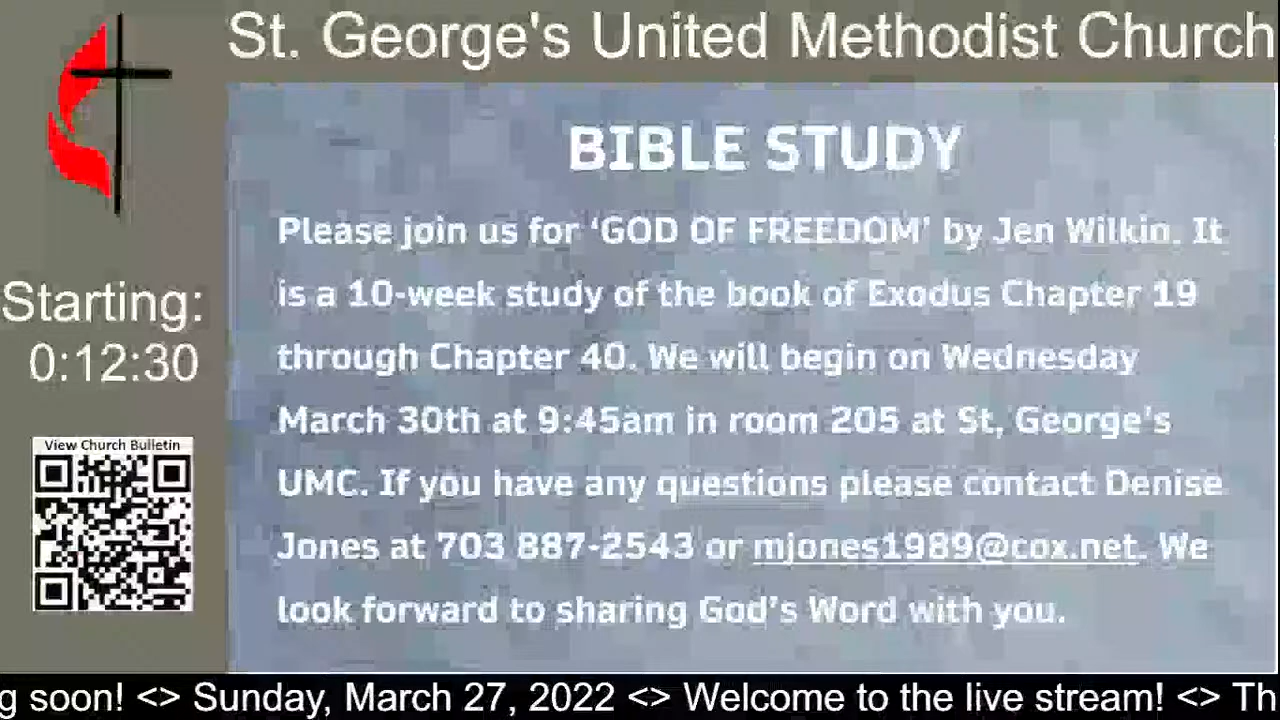 St. George's United Methodist Church
BIBLE STUDY
Please join us for ‘GOD OF FREEDOM’ by Jen Wilkin. It
is a 10-week study of the book of Exodus Chapter 19
through Chapter 40. We will begin on Wednesday
March 30th at 9:45am in room 205 at St. George's
UMC. If you have any questions please contact Denise
Jones at 703 887-2543 or mjones1989@cox.net. We
look forward to sharing God's Word with you.
Starting:
0:12:30
View Church Bulletin
g soon! <> Sunday, March 27, 2022 <> Welcome to the live stream! <> Th